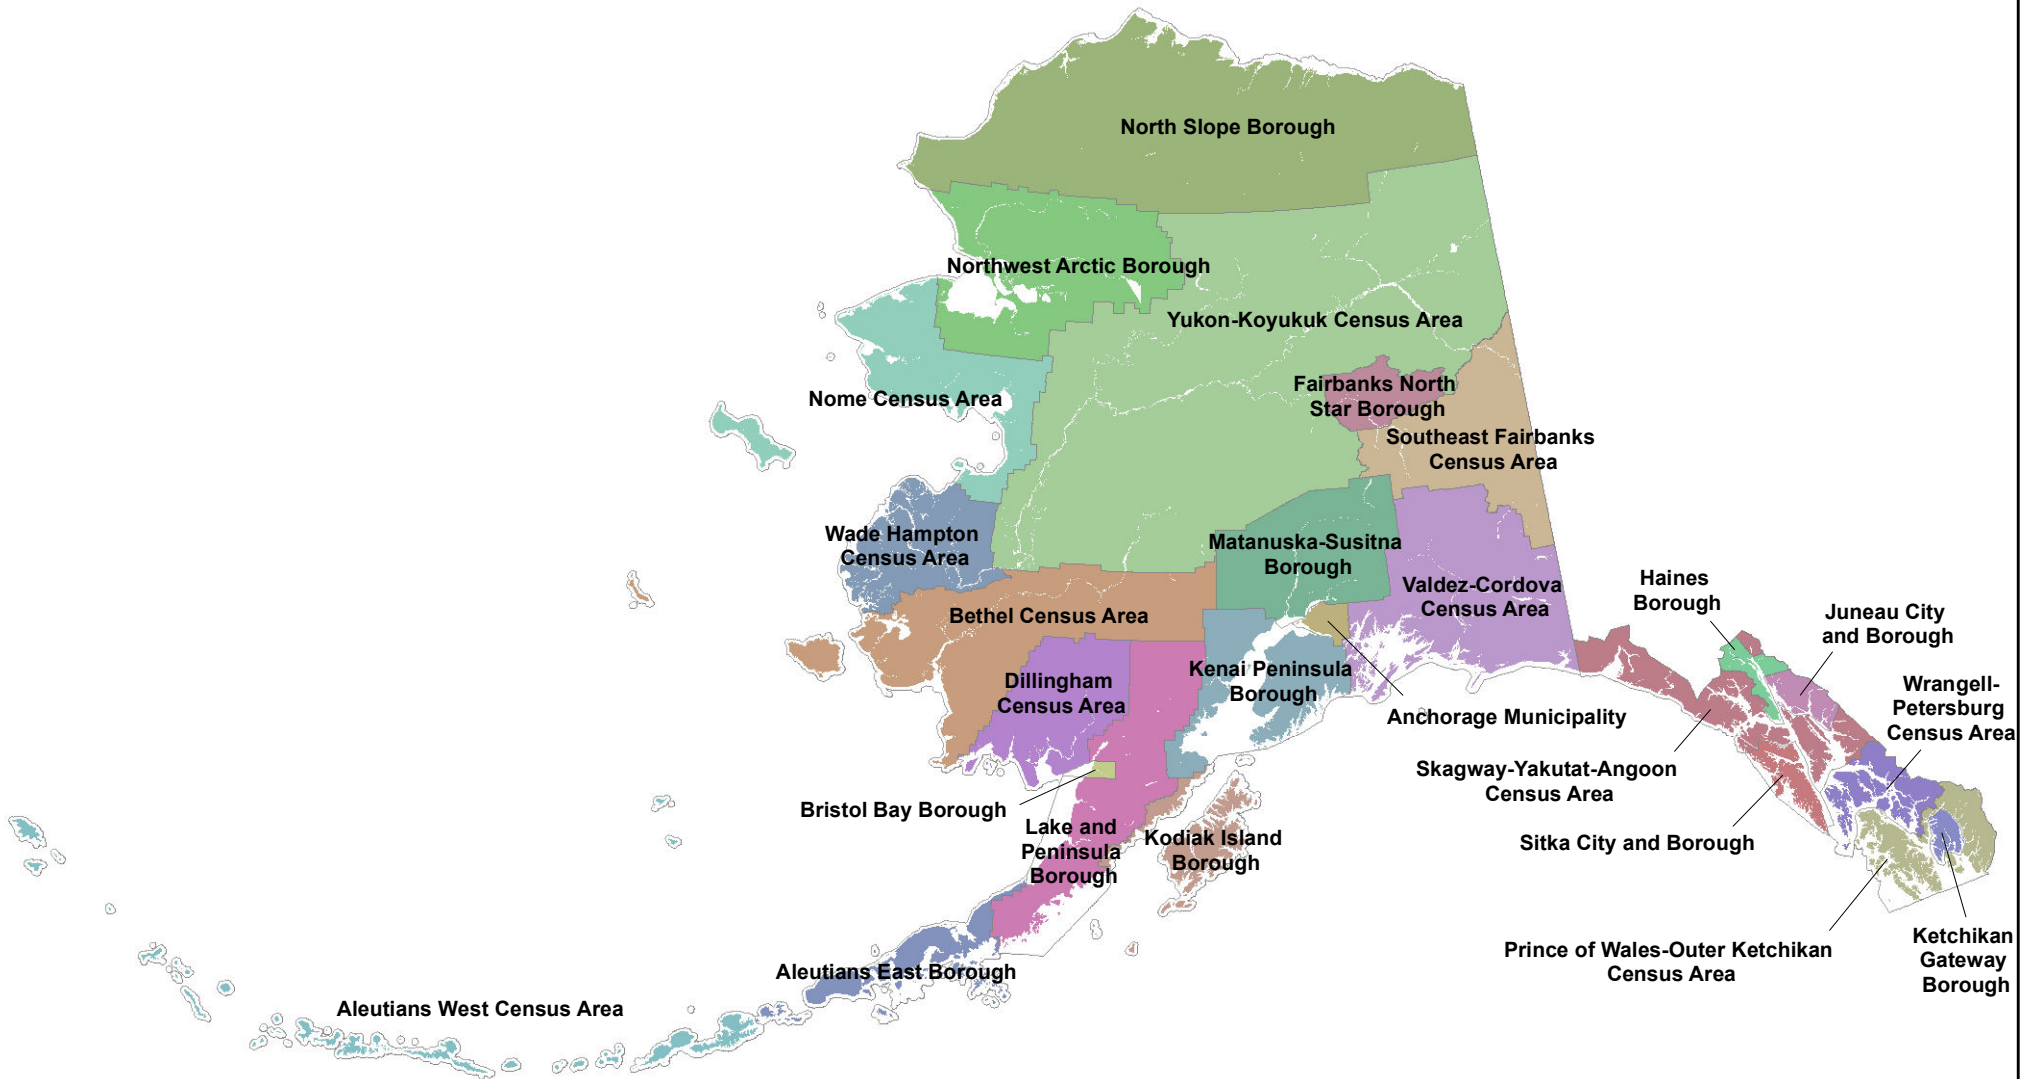 North Slope Borough
Northwest Arctic Borough
Yukon-Koyukuk Census Area
Nome Census Area
Fairbanks North
Star Borough
Southeast Fairbanks
Census Area
Wade Hampton
Census Area
Matanuska-Susitna
Borough
Valdez-Cordova
Census Area
Bethel Census Area
Haines
Borough
Juneau City
and Borough
Dillingham
Census Area
Kenai Peninsula
Borough
Wrangell-
Petersburg
Census Area
Anchorage Municipality
Skagway-Yakutat-Angoon
Census Area
Bristol Bay Borough
Lake and
Peninsula
Borough
Kodiak Island
Borough
Sitka City and Borough
Prince of Wales-Outer Ketchikan
Census Area
Ketchikan
Gateway
Borough
Aleutians East Borough
Aleutians West Census Area